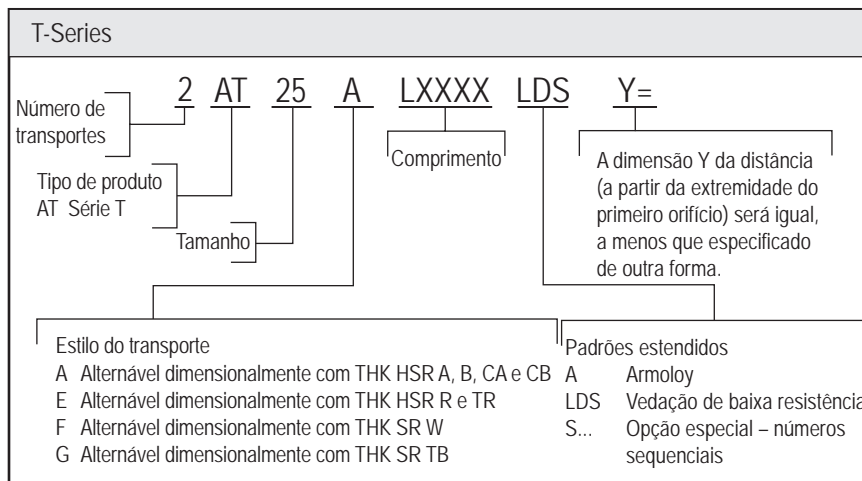 T-Series
2 AT 25 A LXXXX LDS Y=
Número de
transportes
Comprimento
A dimensão Y da distância
(a partir da extremidade do
primeiro orifício) será igual,
a menos que especificado
de outra forma.
Tipo de produto
AT Série T
Tamanho
Estilo do transporte
A Alternável dimensionalmente com THK HSR A, B, CA e CB
E Alternável dimensionalmente com THK HSR R e TR
F Alternável dimensionalmente com THK SR W
G Alternável dimensionalmente com THK SR TB
Padrões estendidos
A Armoloy
LDS Vedação de baixa resistência
S... Opção especial – números
sequenciais